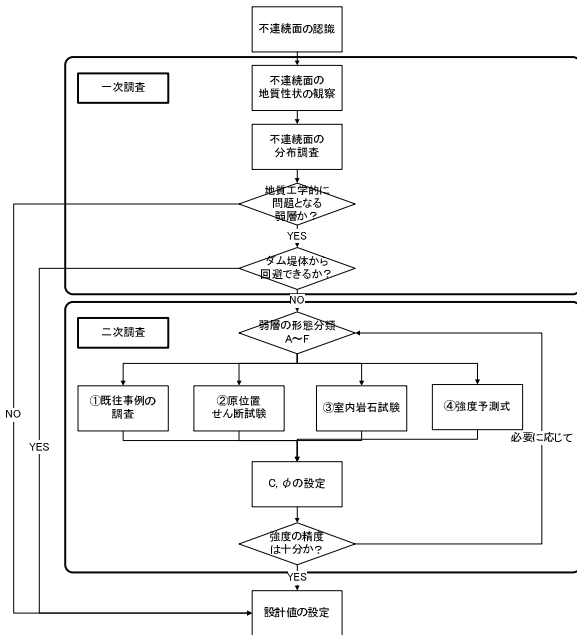 不連続面の認識
一次調査
不連続面の
地質性状の観察
不連続面の
分布調査
地質工学的に
問題となる
弱層か？
YES
ダム堤体から
回避できるか？
NO
二次調査
弱層の形態分類
A～F
①既往事例の
調査
②原位置
せん断試験
③室内岩石試験
④強度予測式
NO
YES
必要に応じて
C, φの設定
強度の精度
は十分か？
YES
設計値の設定